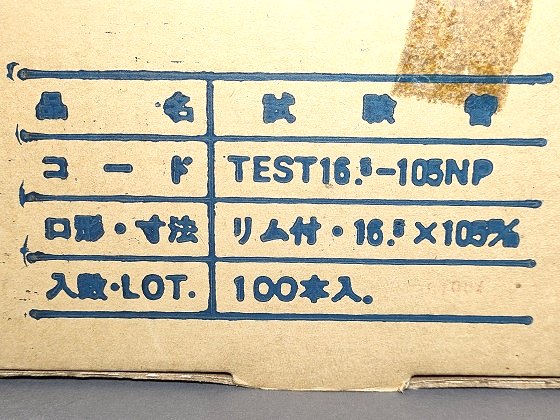 品名 試験管
コード TEST16.5-105NP
口形・寸法 リム付・16.5×105㎜
入数・LOT. 100本入.